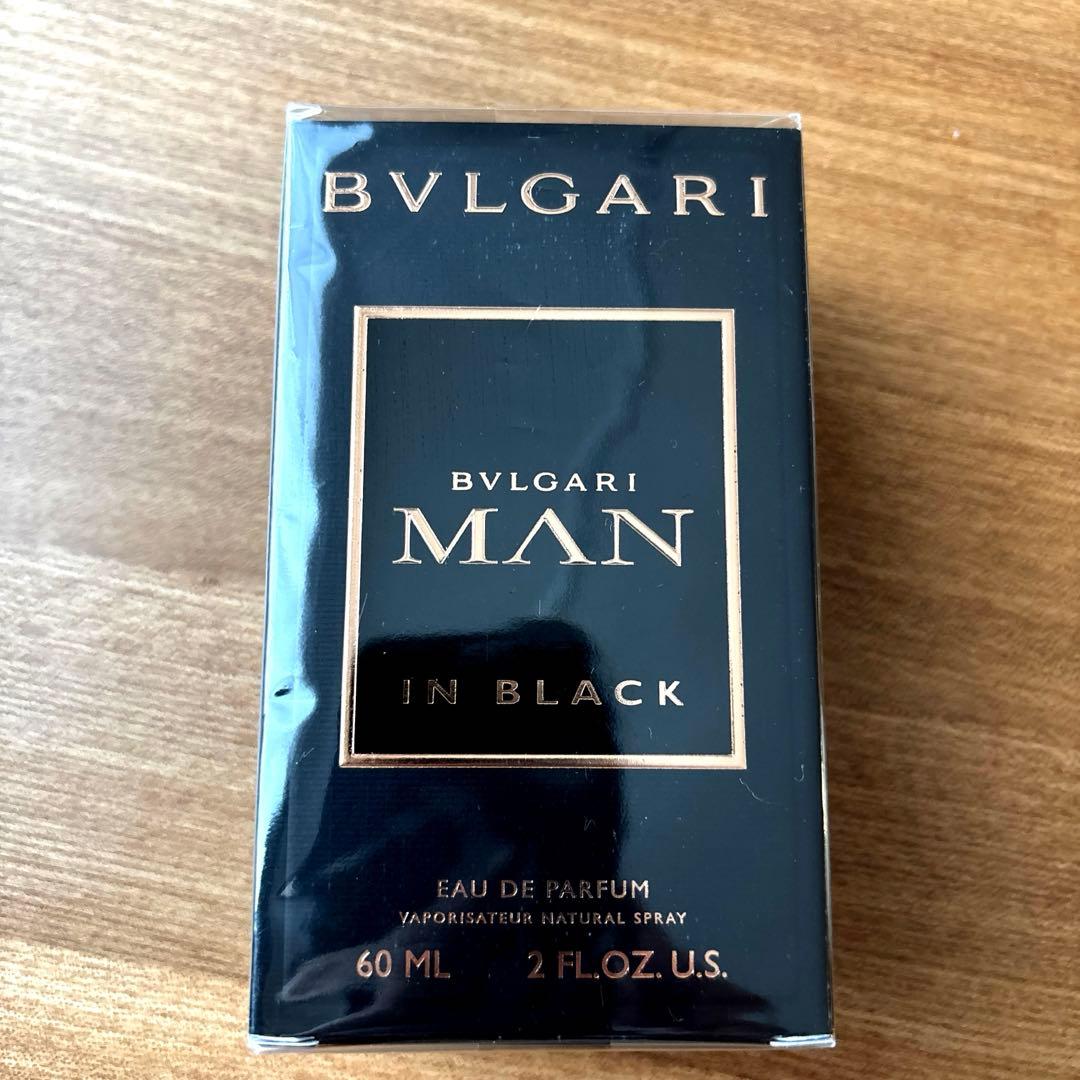 BVLGARI
BVLGARI
MAN
IN BLACK
EAU DE PARFUM
VAPORISATEUR NATURAL SPRAY
60 ML 2 FL.OZ. U.S.